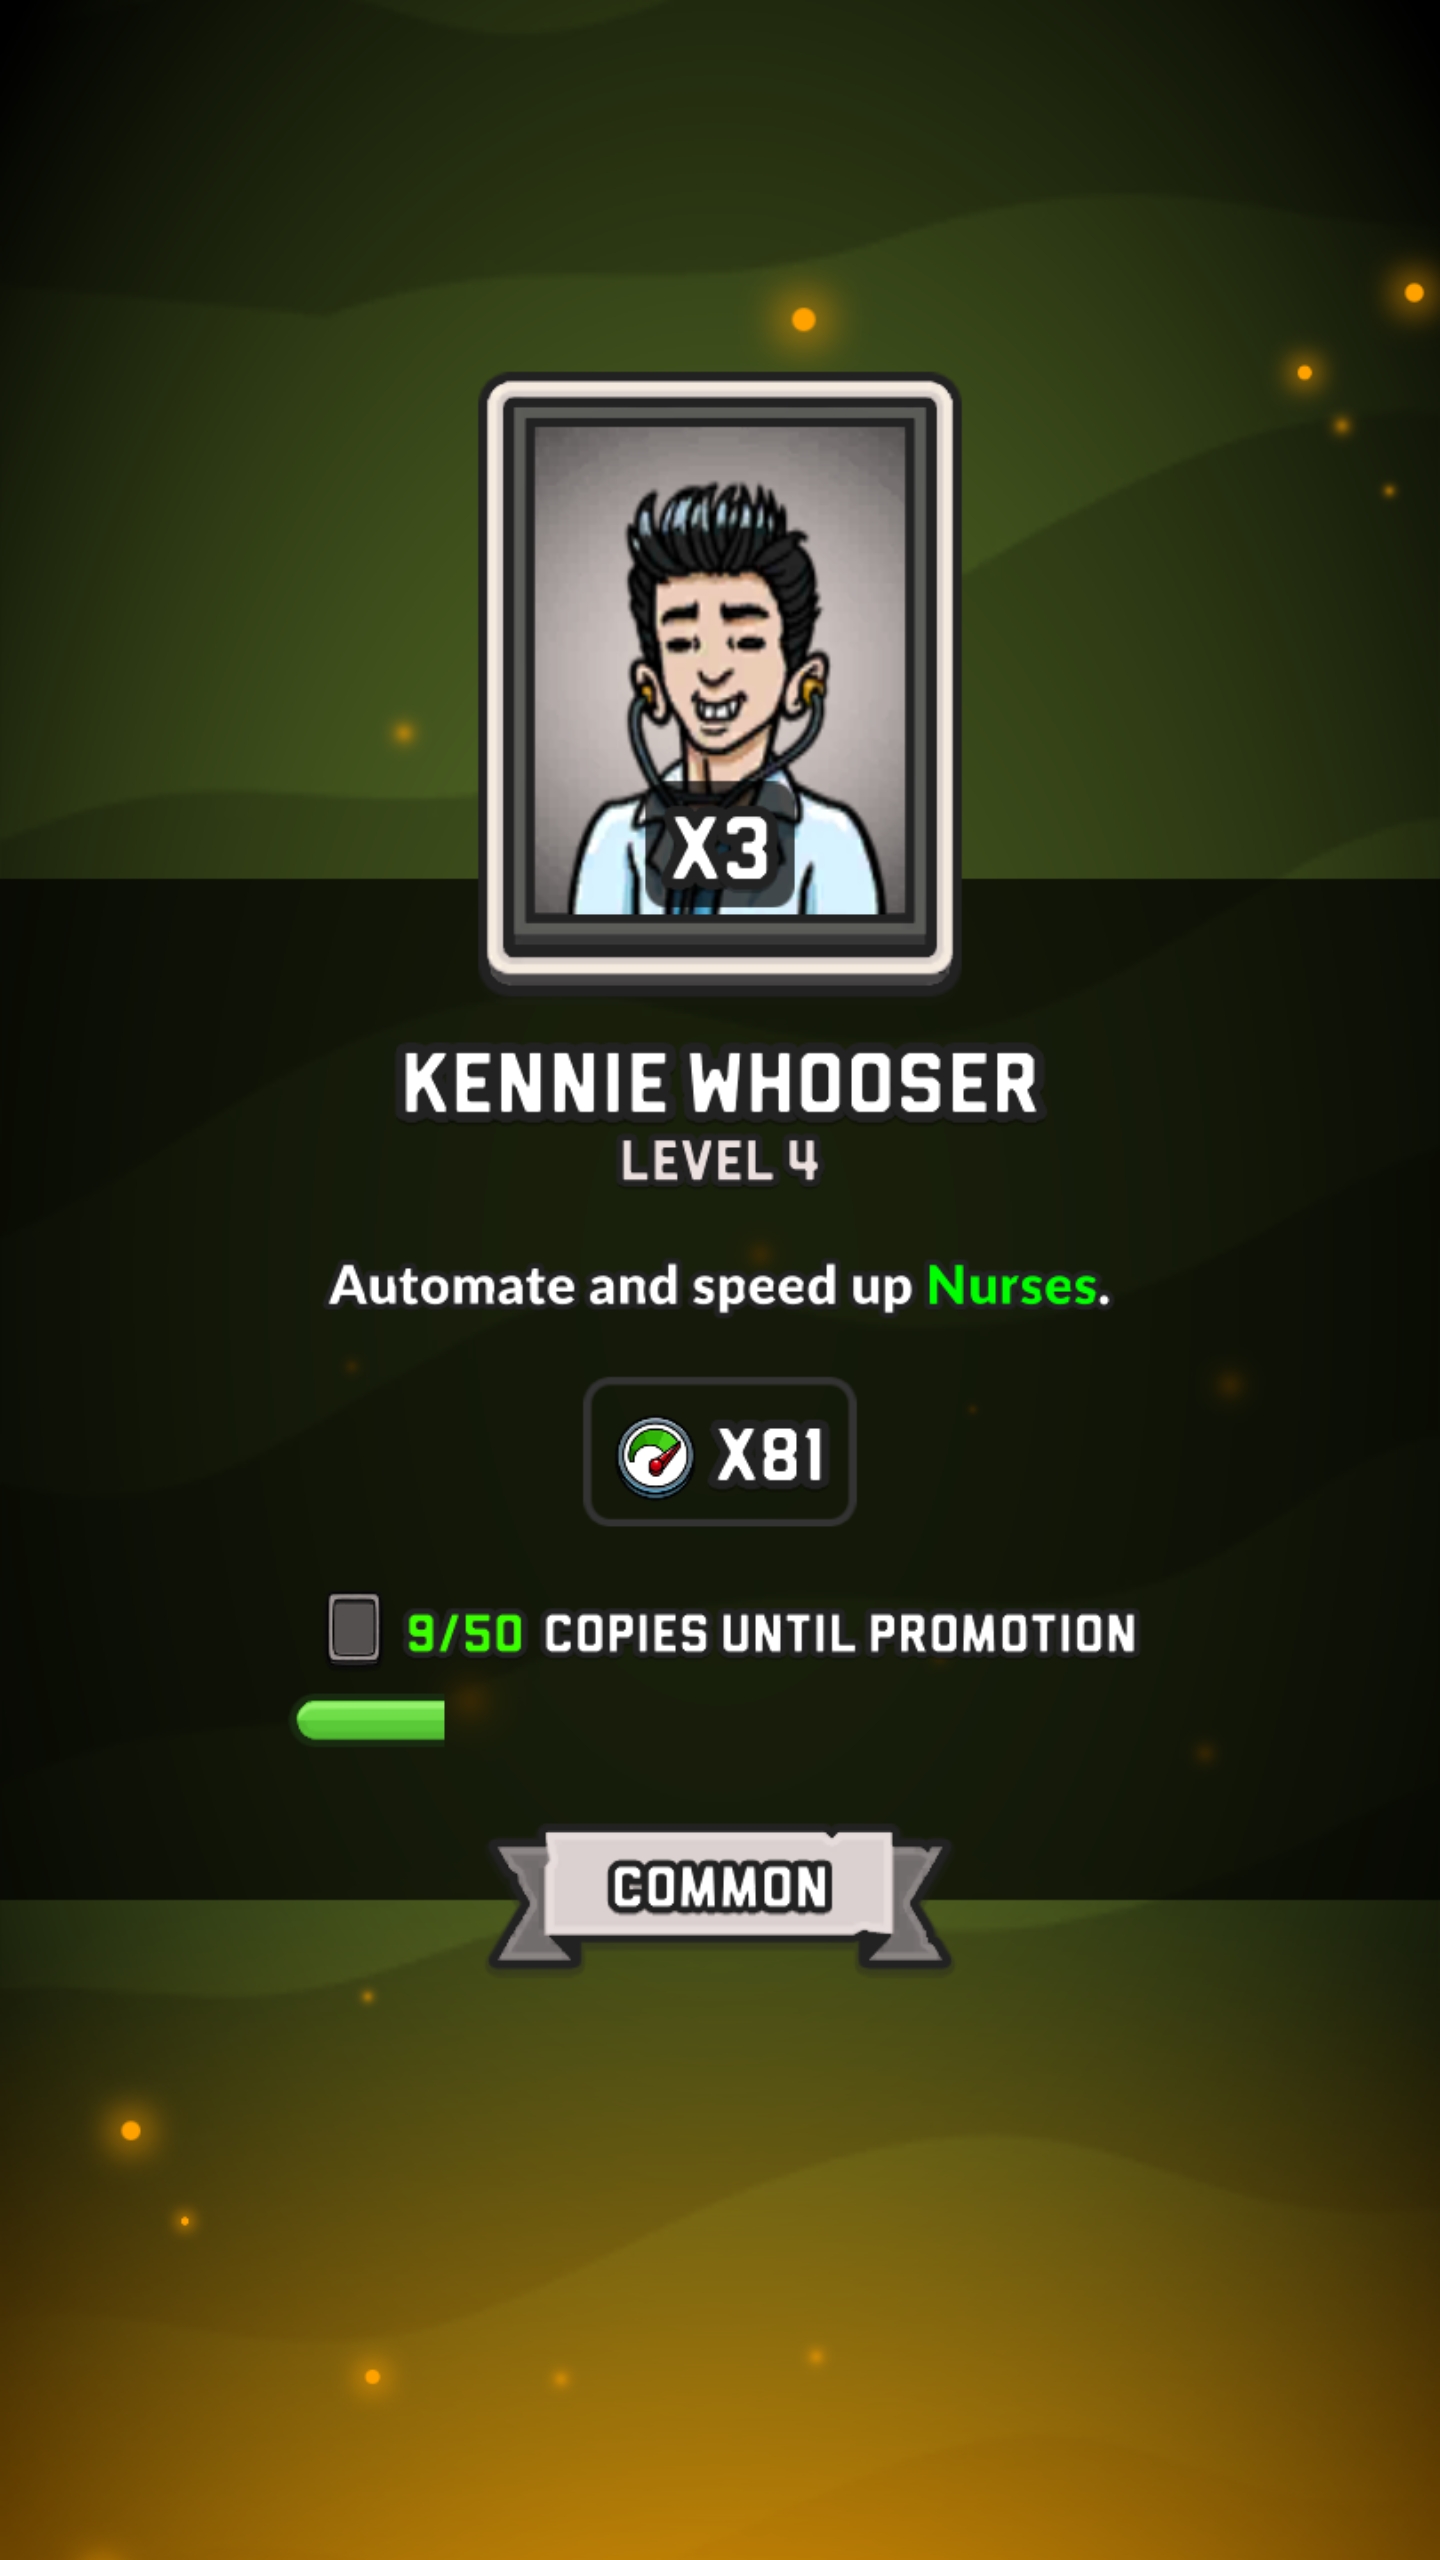 X3
KENNIE WHOOSER
LEVEL 4
Automate and speed up Nurses.
X81
9/50 COPIES UNTIL PROMOTION
COMMON